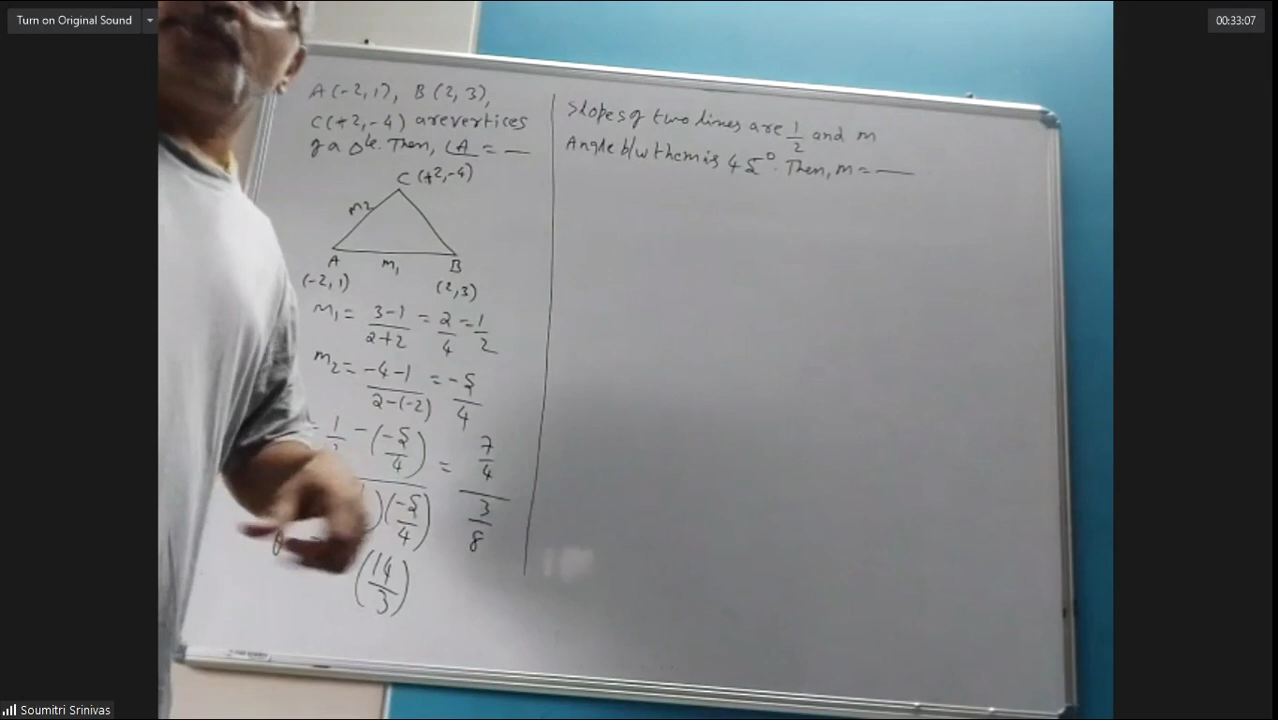 Turn on Original Sound
00:33:07
A(-2,1), B(2,3),
C(+2,-4) are vertices
of a Δle. Then, ∠A = —
C (+2,-4)
m2
A
m1
B
(-2,1)
(2,3)
m1 = 3-1/2+2 = 2/4 = 1/2
m2 = -4-1/2-(-2) = -5/4
= 1/2 - (-5/4) = 7/4
)(-5/4) 3/8
(14/3)
Slopes of two lines are 1/2 and m
Angle b/w them is 45°. Then, m = —
Soumitri Srinivas